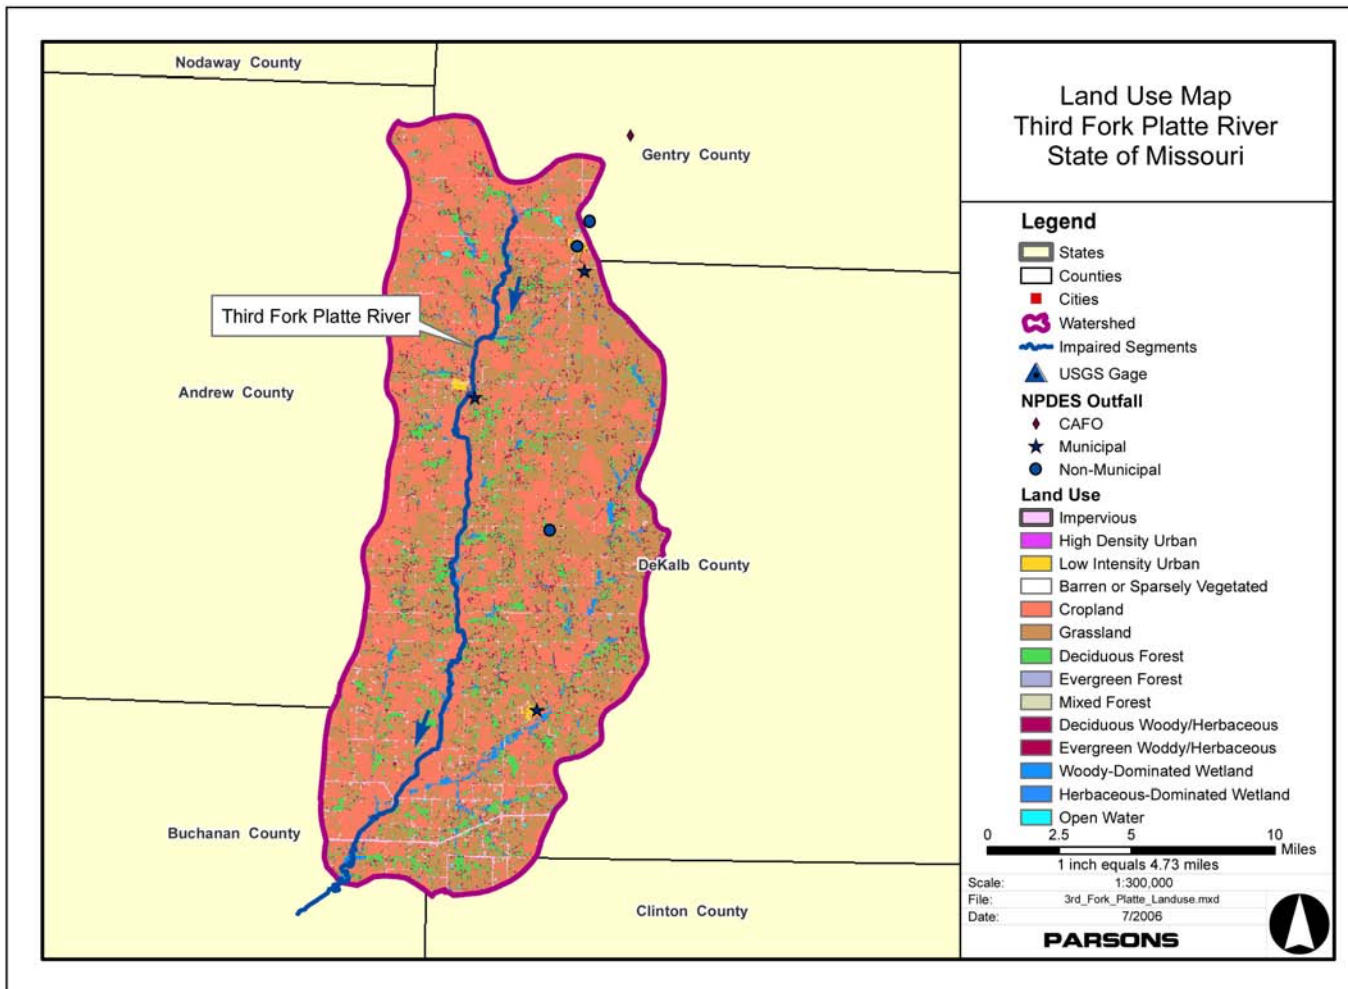 Nodaway County
Gentry County
Third Fork Platte River
Andrew County
DeKalb County
Buchanan County
Clinton County
Land Use Map
Third Fork Platte River
State of Missouri
Legend
States
Counties
Cities
Watershed
Impaired Segments
USGS Gage
NPDES Outfall
CAFO
Municipal
Non-Municipal
Land Use
Impervious
High Density Urban
Low Intensity Urban
Barren or Sparsely Vegetated
Cropland
Grassland
Deciduous Forest
Evergreen Forest
Mixed Forest
Deciduous Woody/Herbaceous
Evergreen Woddy/Herbaceous
Woody-Dominated Wetland
Herbaceous-Dominated Wetland
Open Water
0 2.5 5 10
Miles
1 inch equals 4.73 miles
Scale: 1:300,000
File: 3rd_Fork_Platte_Landuse.mxd
Date: 7/2006
PARSONS